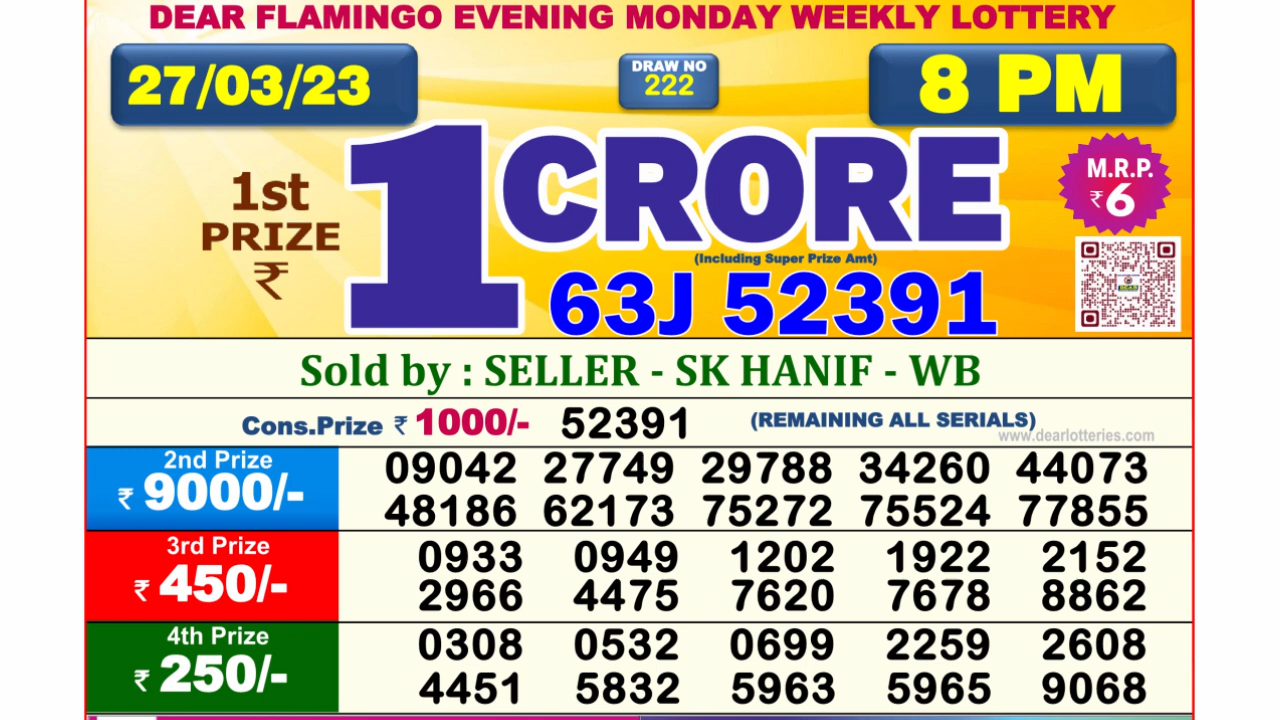 DEAR FLAMINGO EVENING MONDAY WEEKLY LOTTERY
27/03/23
DRAW NO
222
8 PM
1st
PRIZE
₹
1 CRORE
M.R.P.
₹ 6
(Including Super Prize Amt)
63J 52391
Sold by : SELLER - SK HANIF - WB
Cons.Prize ₹ 1000/- 52391 (REMAINING ALL SERIALS)
www.dearlotteries.com
2nd Prize
₹ 9000/-
09042 27749 29788 34260 44073
48186 62173 75272 75524 77855
3rd Prize
₹ 450/-
0933 0949 1202 1922 2152
2966 4475 7620 7678 8862
4th Prize
₹ 250/-
0308 0532 0699 2259 2608
4451 5832 5963 5965 9068